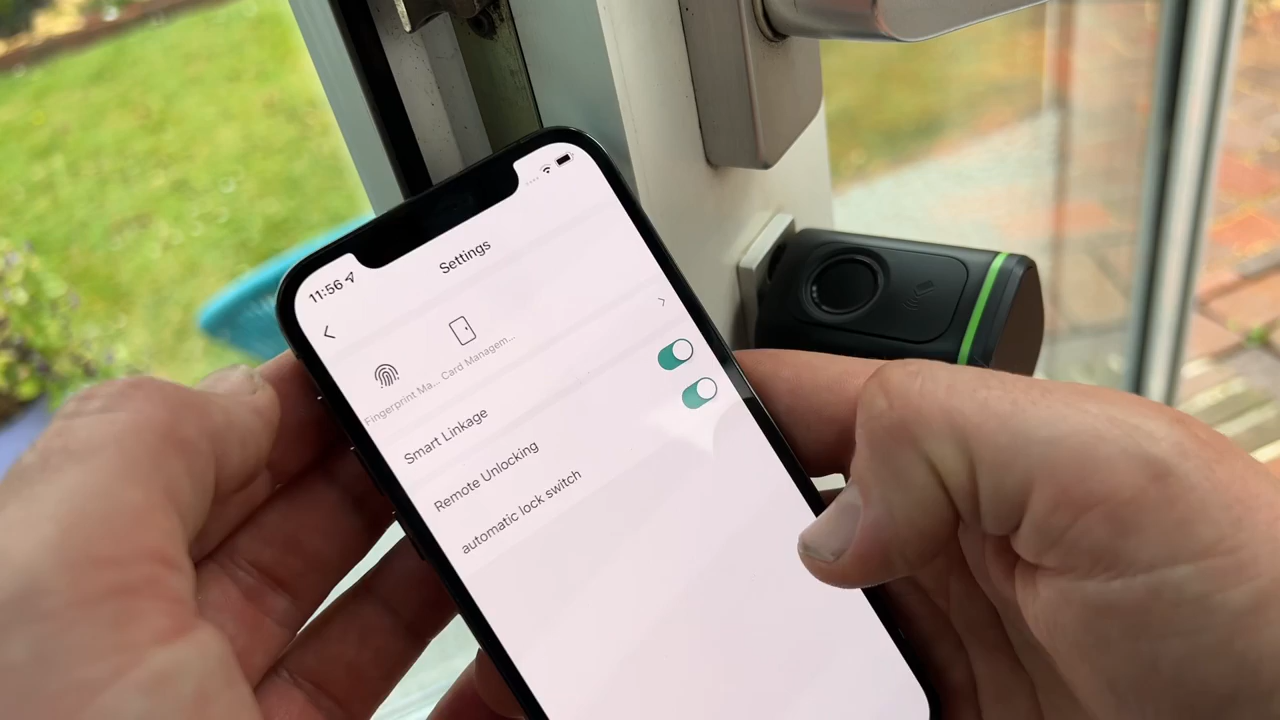 11:56
Settings
Fingerprint Ma... Card Managem...
Smart Linkage
Remote Unlocking
automatic lock switch